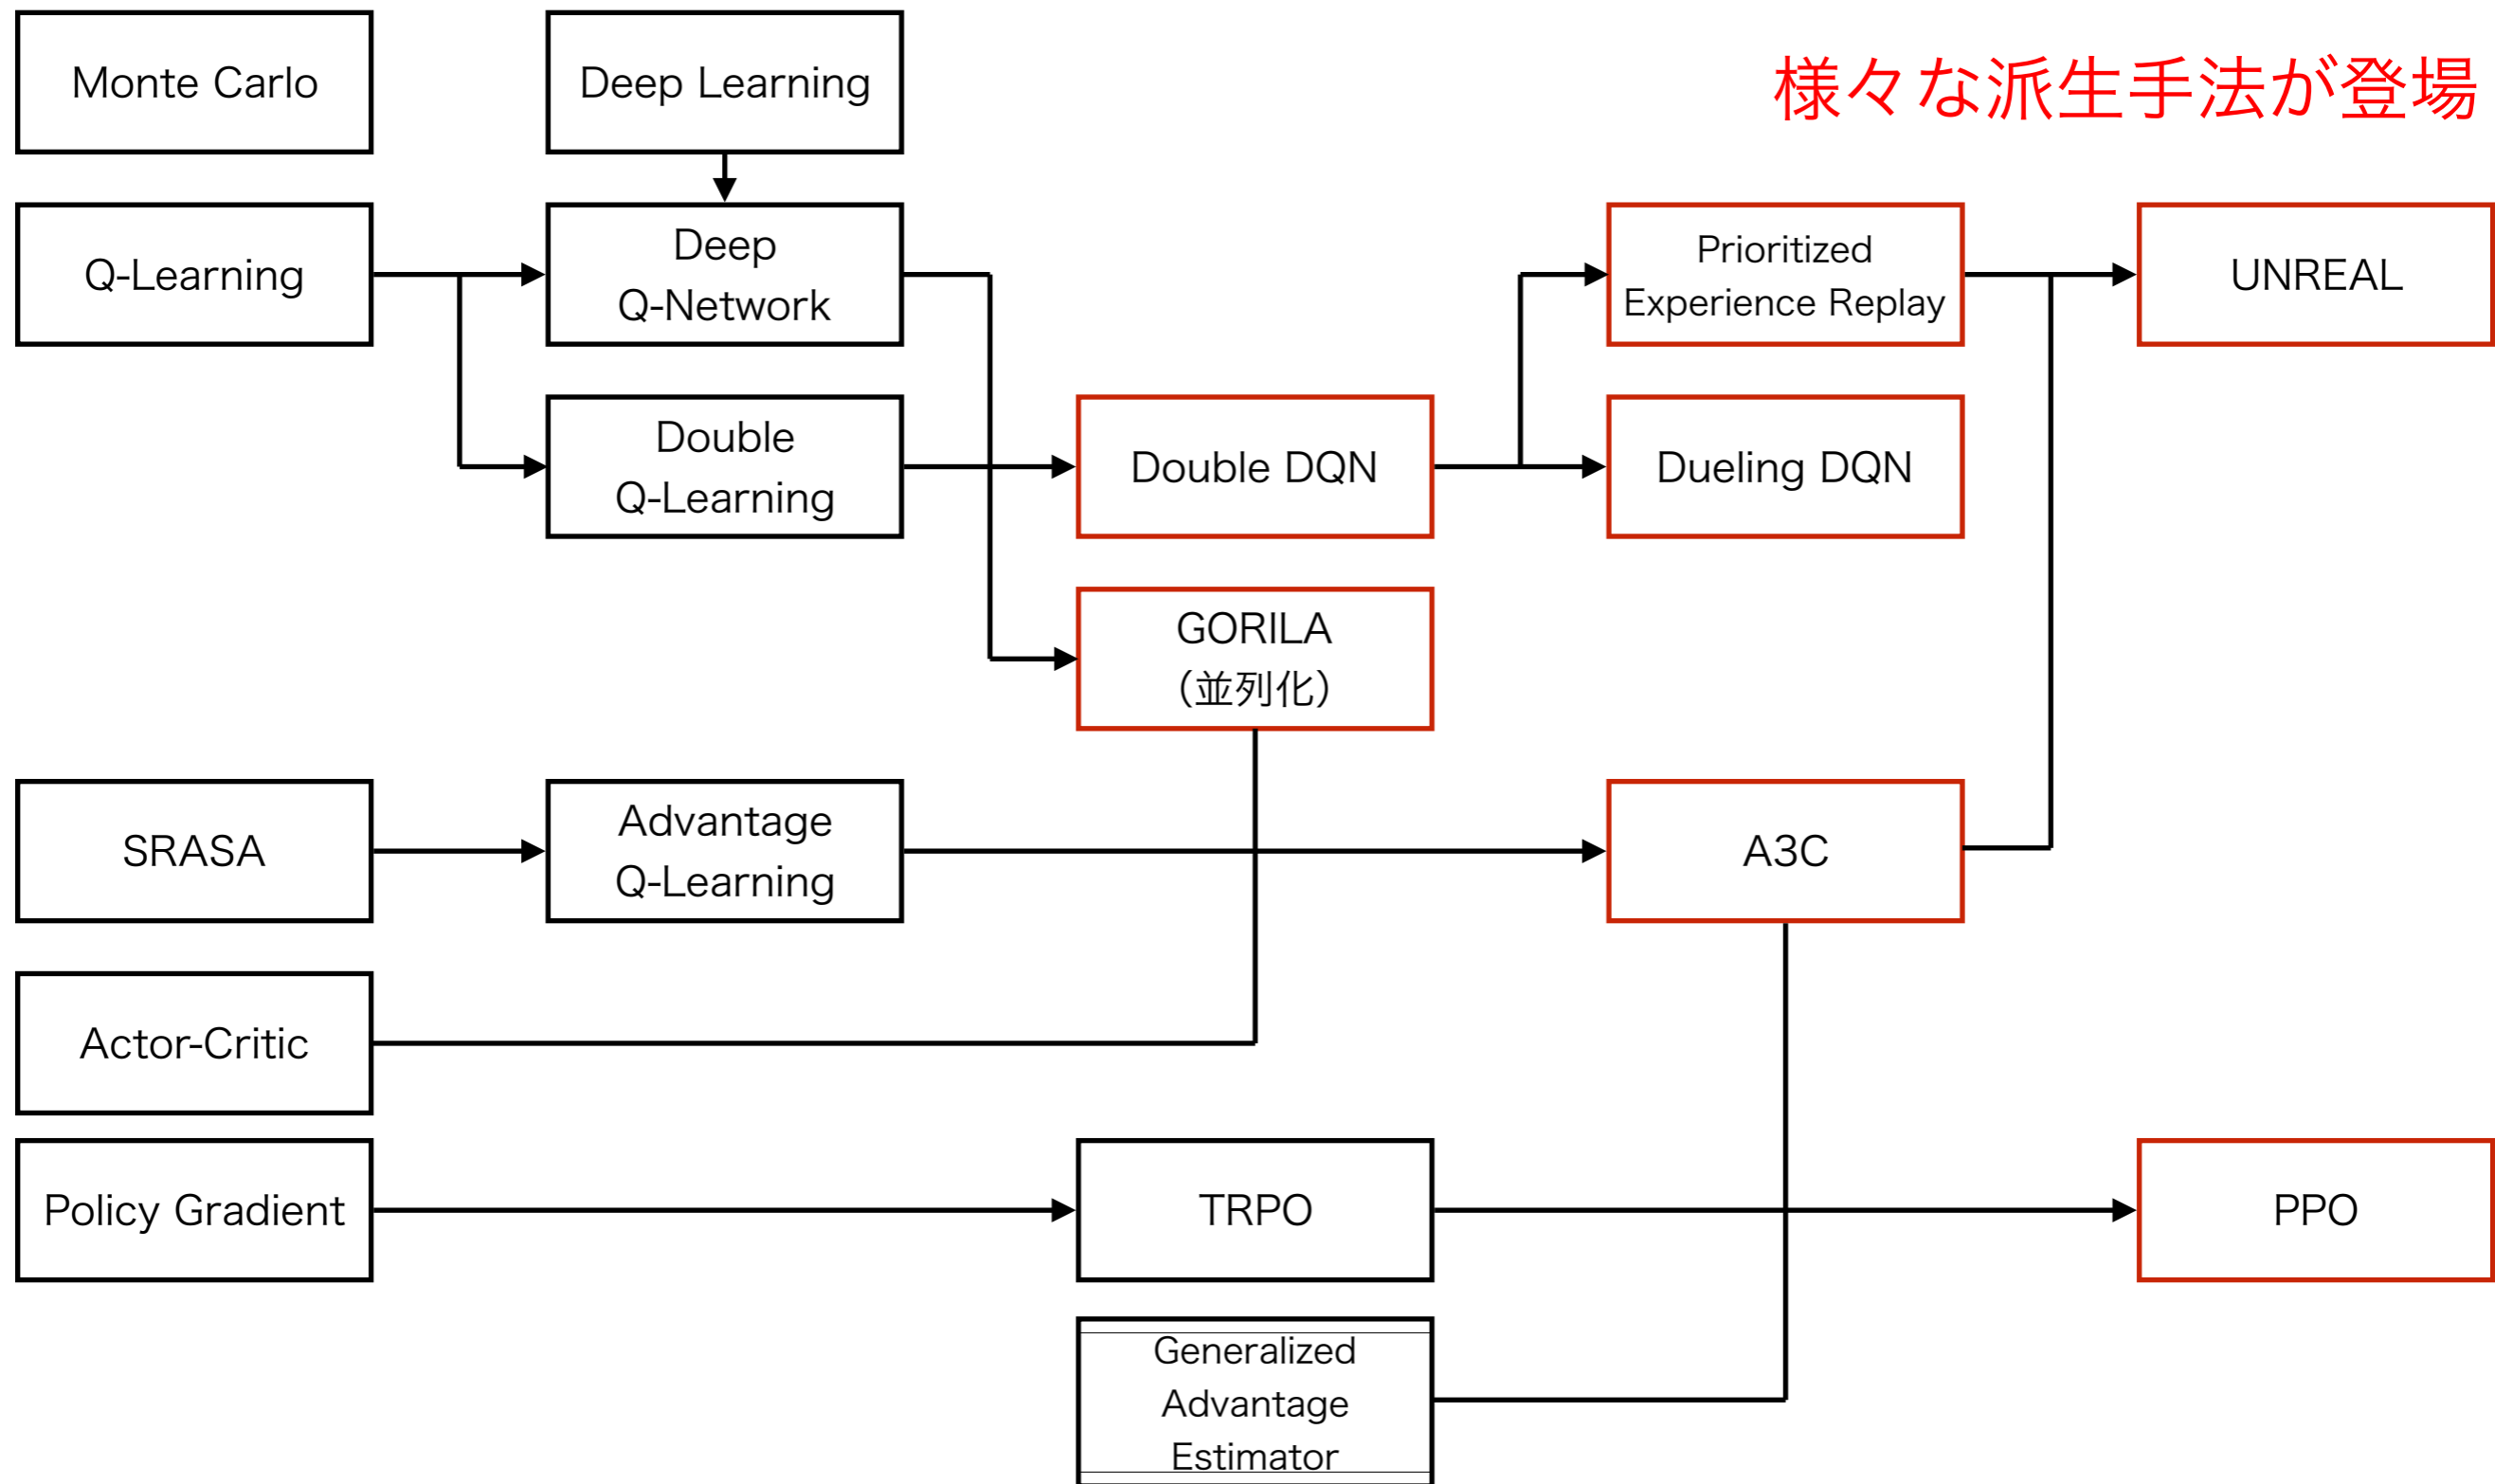 Monte Carlo
Deep Learning
様々な派生手法が登場
Q-Learning
Deep
Q-Network
Prioritized
Experience Replay
UNREAL
Double
Q-Learning
Double DQN
Dueling DQN
GORILA
（並列化）
SRASA
Advantage
Q-Learning
A3C
Actor-Critic
Policy Gradient
TRPO
PPO
Generalized
Advantage
Estimator